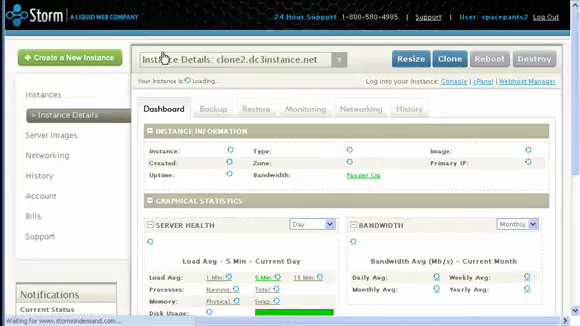 Storm A LIQUID WEB COMPANY 24 Hour Support 1-800-580-4985 Support User: spacepants2 Log Out
+ Create a New Instance
Instance Details: clone2.dc3instance.net Resize Clone Reboot Destroy
Your Instance is: Loading... Log into your Instance: Console cPanel Webhost Manager
Instances
» Instance Details
Server Images
Networking
History
Account
Bills
Support
Notifications
Current Status
Dashboard Backup Restore Monitoring Networking History
INSTANCE INFORMATION
Instance: Type: Image:
Created: Zone: Primary IP:
Uptime: Bandwidth: Pay per Gig
GRAPHICAL STATISTICS
SERVER HEALTH Day
Load Avg - 5 Min - Current Day
Load Avg: 1 Min: 5 Min: 15 Min:
Processes: Running: Total:
Memory: Physical: Swap:
Disk Usage:
BANDWIDTH Monthly
Bandwidth Avg (Mb/s) - Current Month
Daily Avg: Weekly Avg:
Monthly Avg: Yearly Avg:
Waiting for www.stormondemand.com...